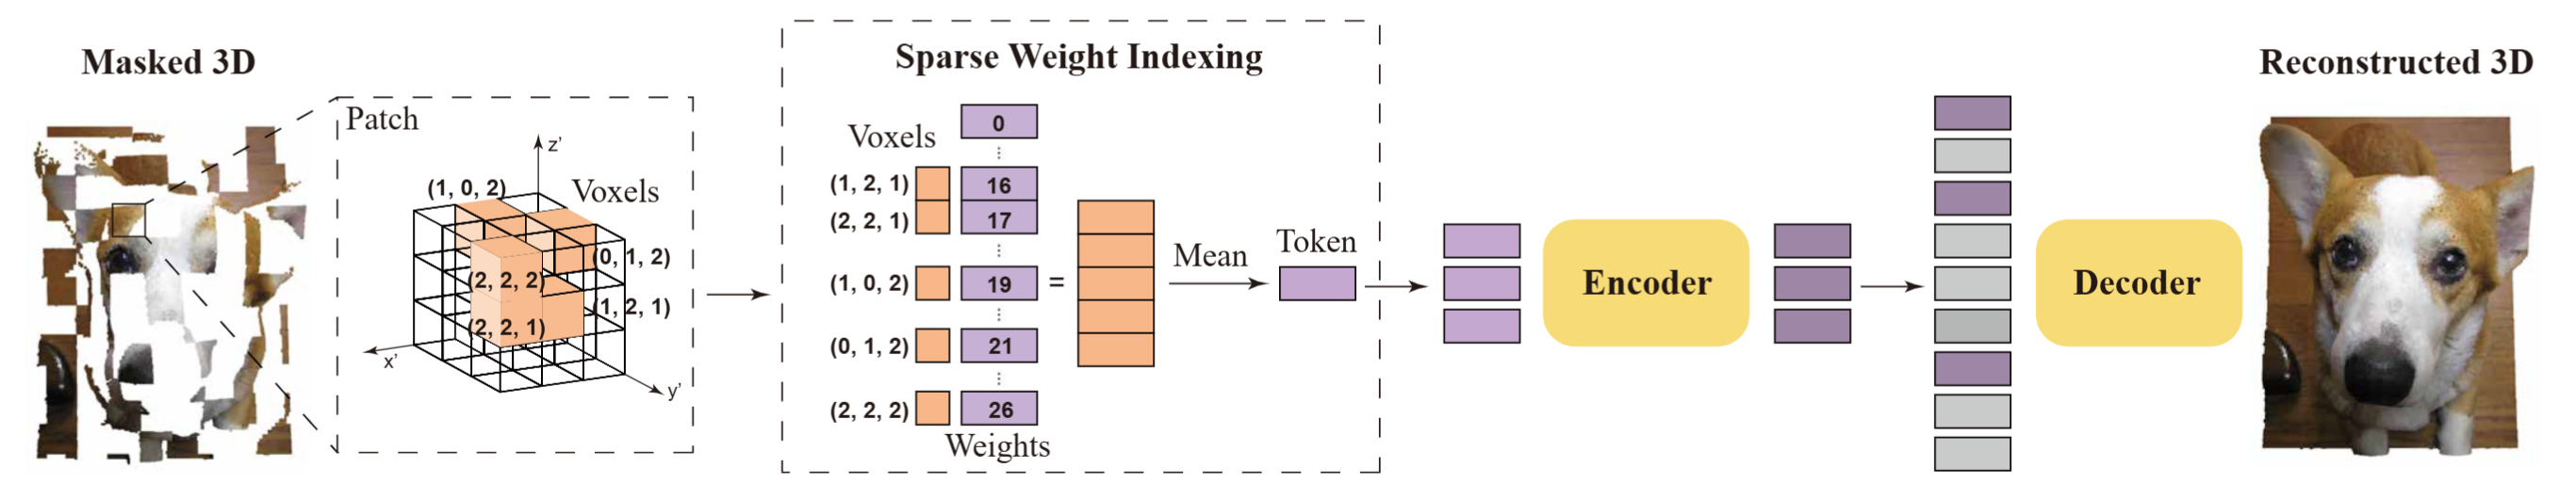 Masked 3D
Patch
z'
(1, 0, 2)
Voxels
(0, 1, 2)
(2, 2, 2)
(1, 2, 1)
(2, 2, 1)
x'
y'
Sparse Weight Indexing
Voxels
0
(1, 2, 1) 16
(2, 2, 1) 17
(1, 0, 2) 19 =
(0, 1, 2) 21
(2, 2, 2) 26
Weights
Mean
Token
Encoder
Decoder
Reconstructed 3D